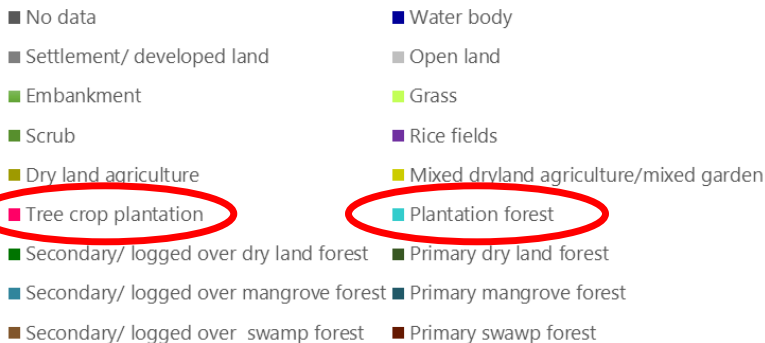 No data
Water body
Settlement/ developed land
Open land
Embankment
Grass
Scrub
Rice fields
Dry land agriculture
Mixed dryland agriculture/mixed garden
Tree crop plantation
Plantation forest
Secondary/ logged over dry land forest
Primary dry land forest
Secondary/ logged over mangrove forest
Primary mangrove forest
Secondary/ logged over swamp forest
Primary swawp forest